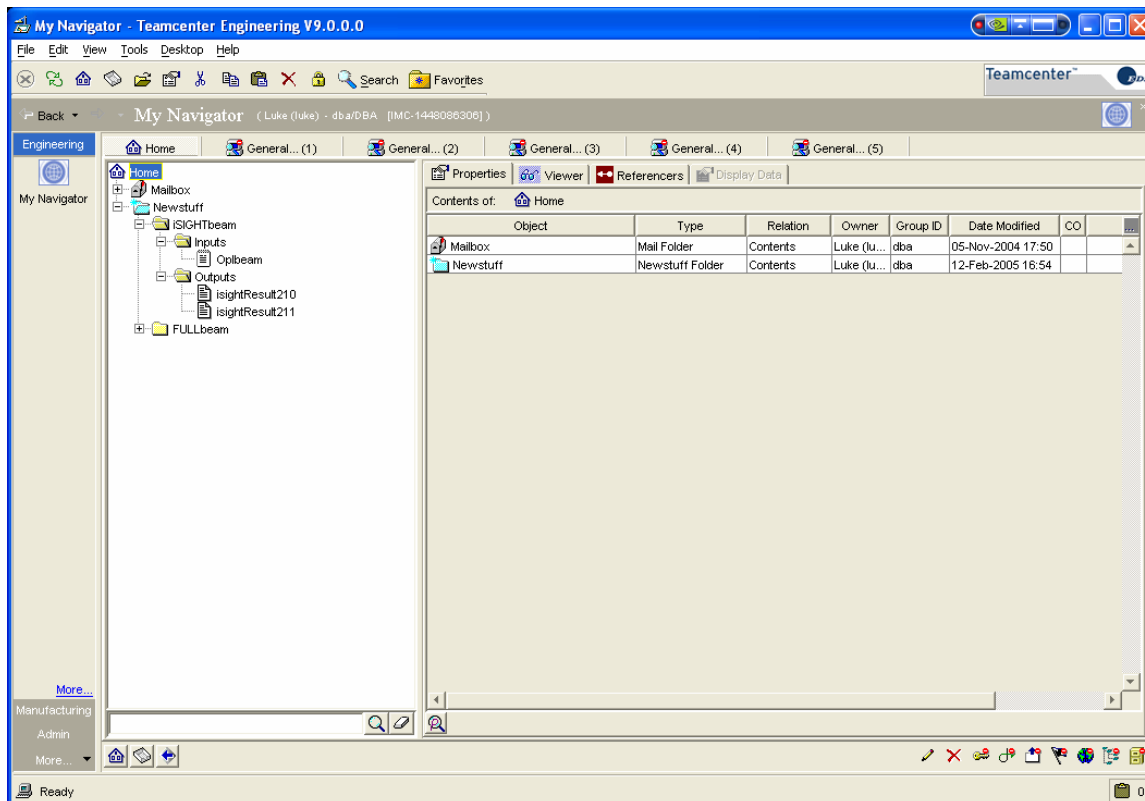 My Navigator - Teamcenter Engineering V9.0.0.0
File Edit View Tools Desktop Help
Search Favorites
Teamcenter™
Back My Navigator ( Luke (luke) - dba/DBA [IMC-1448086306] )
Engineering
Home General... (1) General... (2) General... (3) General... (4) General... (5)
My Navigator
Home
Mailbox
Newstuff
iSIGHTbeam
Inputs
Oplbeam
Outputs
isightResult210
isightResult211
FULLbeam
Properties Viewer Referencers Display Data
Contents of: Home
Object Type Relation Owner Group ID Date Modified CO ...
Mailbox Mail Folder Contents Luke (lu... dba 05-Nov-2004 17:50
Newstuff Newstuff Folder Contents Luke (lu... dba 12-Feb-2005 16:54
More...
Manufacturing
Admin
More...
Ready